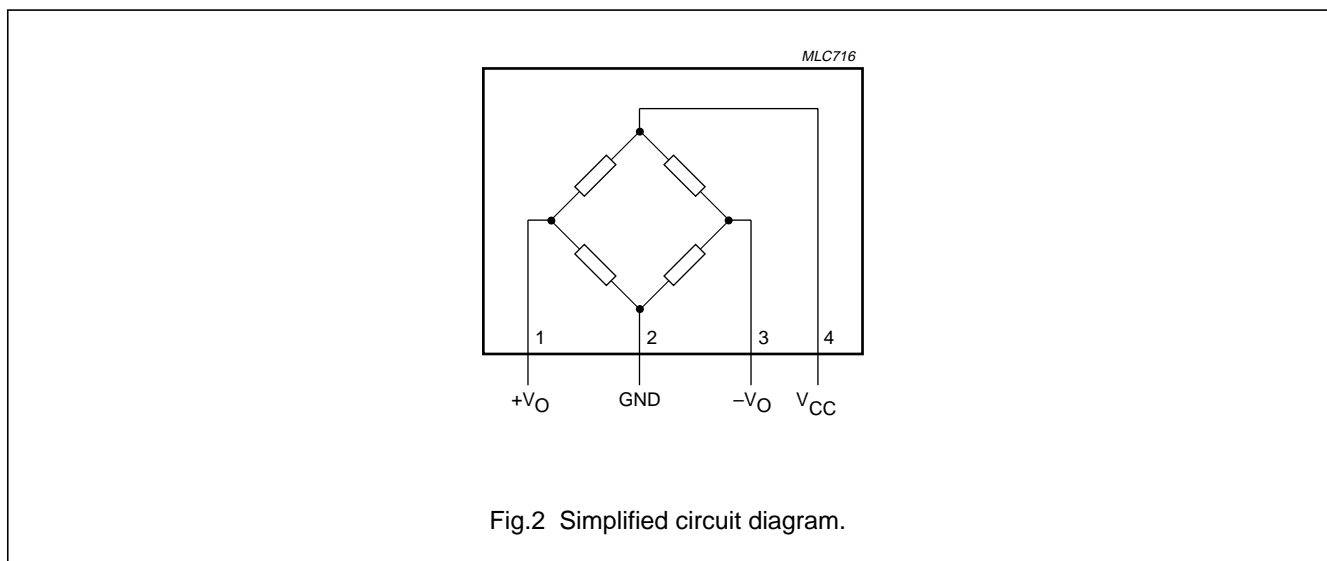 MLC716
1 2 3 4
+VO GND –VO VCC
Fig.2 Simplified circuit diagram.